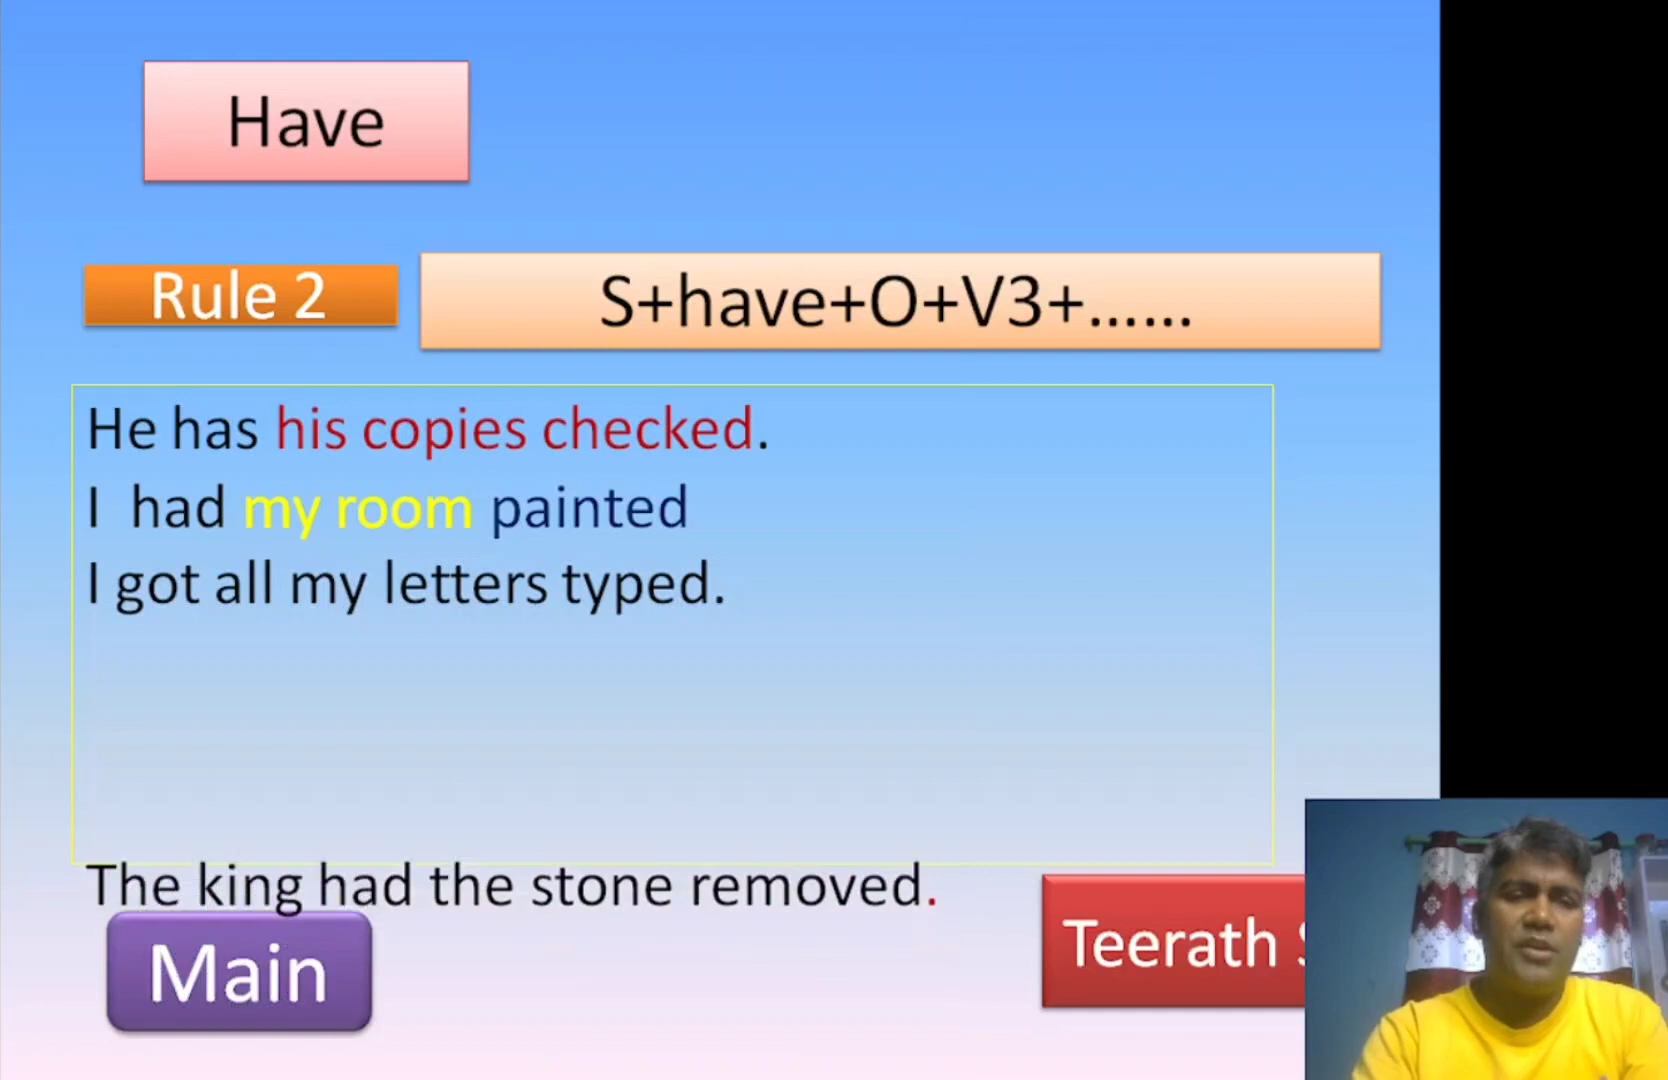 Have
Rule 2
S+have+O+V3+......
He has his copies checked.
I had my room painted
I got all my letters typed.
The king had the stone removed.
Main
Teerath